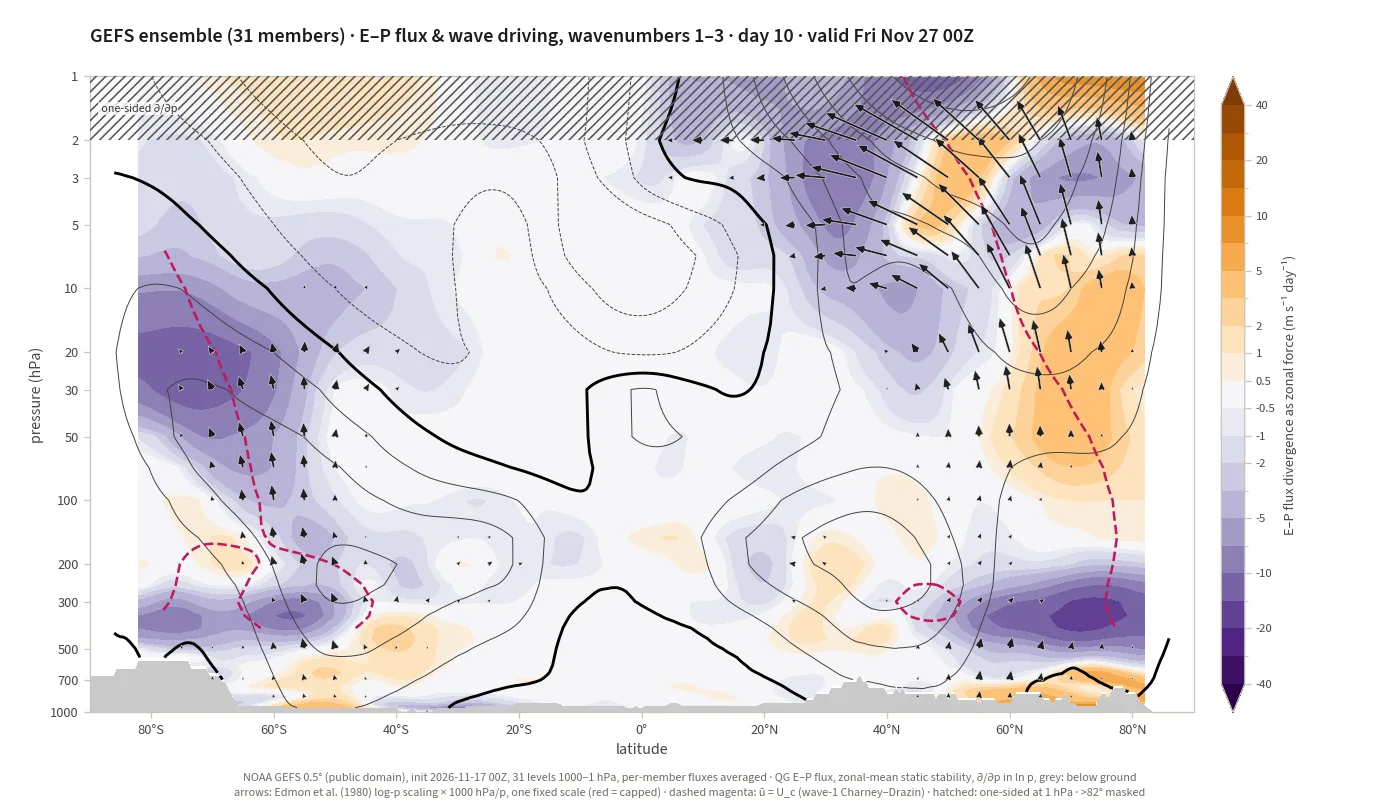 GEFS ensemble (31 members) · E–P flux & wave driving, wavenumbers 1–3 · day 10 · valid Fri Nov 27 00Z
one-sided ∂/∂p
1
2
3
5
10
20
30
50
100
200
300
500
700
1000
pressure (hPa)
80°S
60°S
40°S
20°S
0°
20°N
40°N
60°N
80°N
latitude
40
20
10
5
2
1
0.5
-0.5
-1
-2
-5
-10
-20
-40
E–P flux divergence as zonal force (m s⁻¹ day⁻¹)
NOAA GEFS 0.5° (public domain), init 2026-11-17 00Z, 31 levels 1000–1 hPa, per-member fluxes averaged · QG E–P flux, zonal-mean static stability, ∂/∂p in ln p, grey: below ground
arrows: Edmon et al. (1980) log-p scaling × 1000 hPa/p, one fixed scale (red = capped) · dashed magenta: ū = U_c (wave-1 Charney–Drazin) · hatched: one-sided at 1 hPa · >82° masked